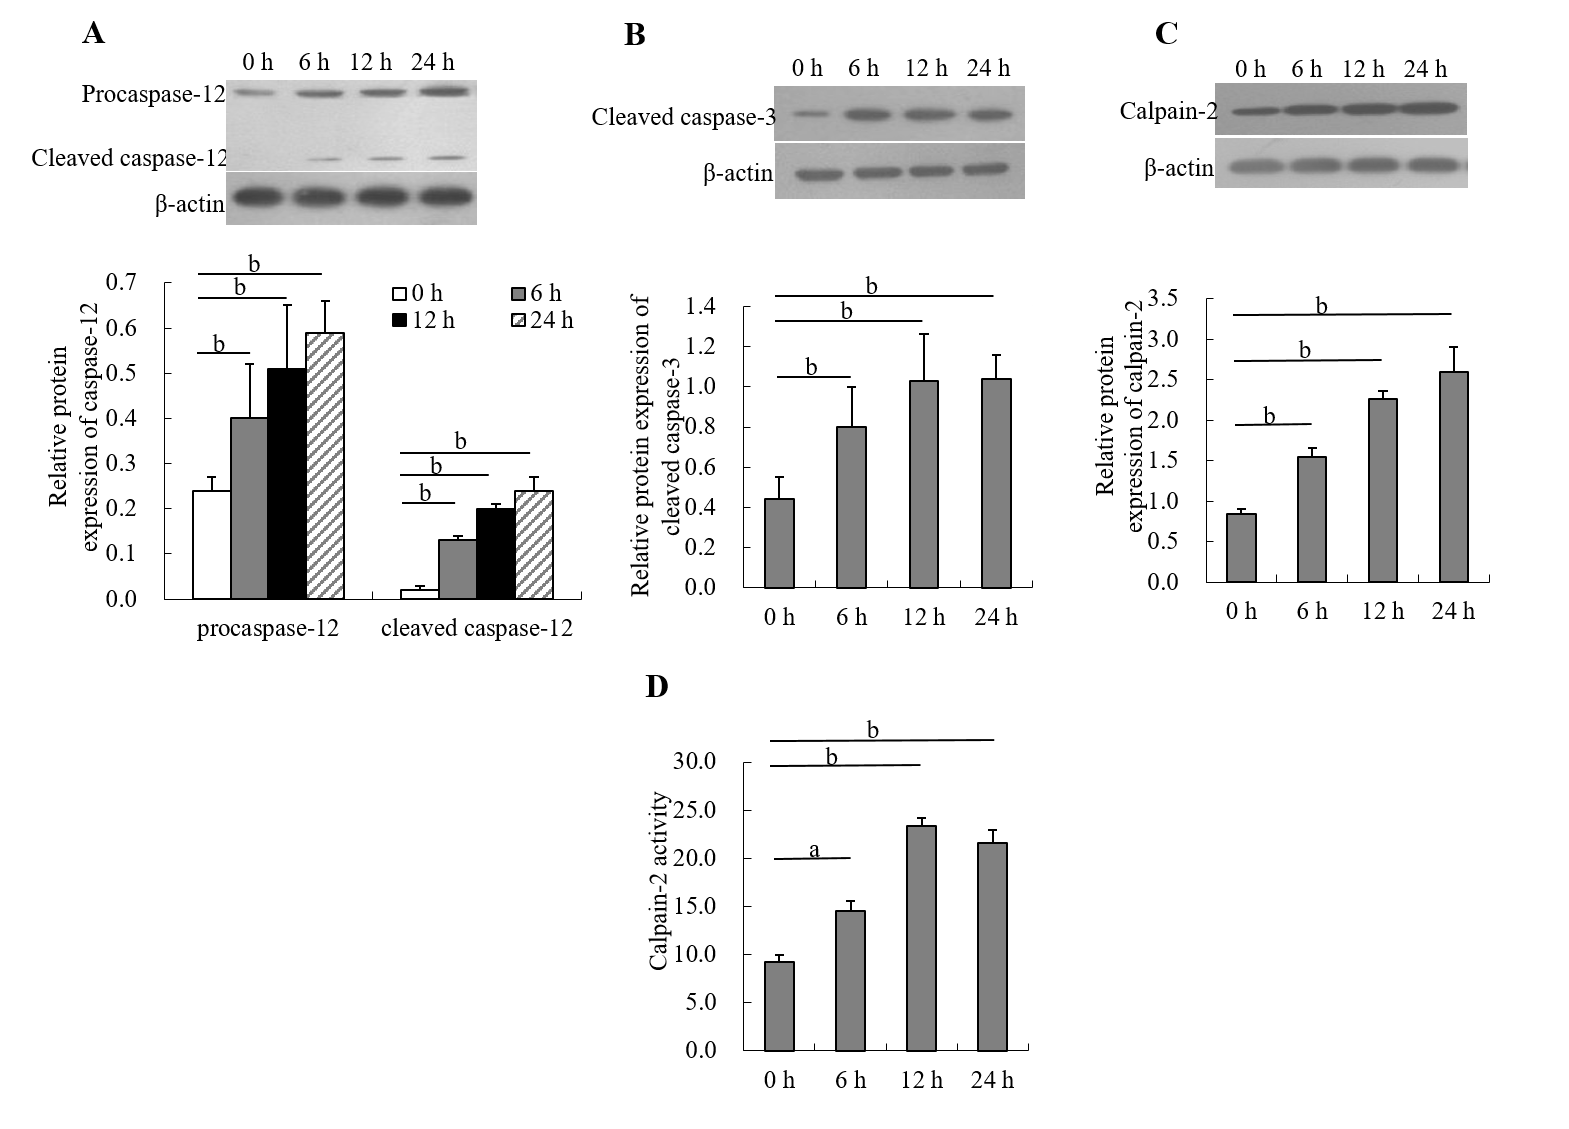 A
0 h 6 h 12 h 24 h
Procaspase-12
Cleaved caspase-12
β-actin
B
0 h 6 h 12 h 24 h
Cleaved caspase-3
β-actin
C
0 h 6 h 12 h 24 h
Calpain-2
β-actin
Relative protein
expression of caspase-12
0.7
0.6
0.5
0.4
0.3
0.2
0.1
0.0
b
b
b
b
b
b
0 h 6 h
12 h 24 h
procaspase-12 cleaved caspase-12
Relative protein expression of
cleaved caspase-3
1.4
1.2
1.0
0.8
0.6
0.4
0.2
0.0
b
b
b
0 h 6 h 12 h 24 h
Relative protein
expression of calpain-2
3.5
3.0
2.5
2.0
1.5
1.0
0.5
0.0
b
b
b
0 h 6 h 12 h 24 h
D
Calpain-2 activity
30.0
25.0
20.0
15.0
10.0
5.0
0.0
b
b
a
0 h 6 h 12 h 24 h